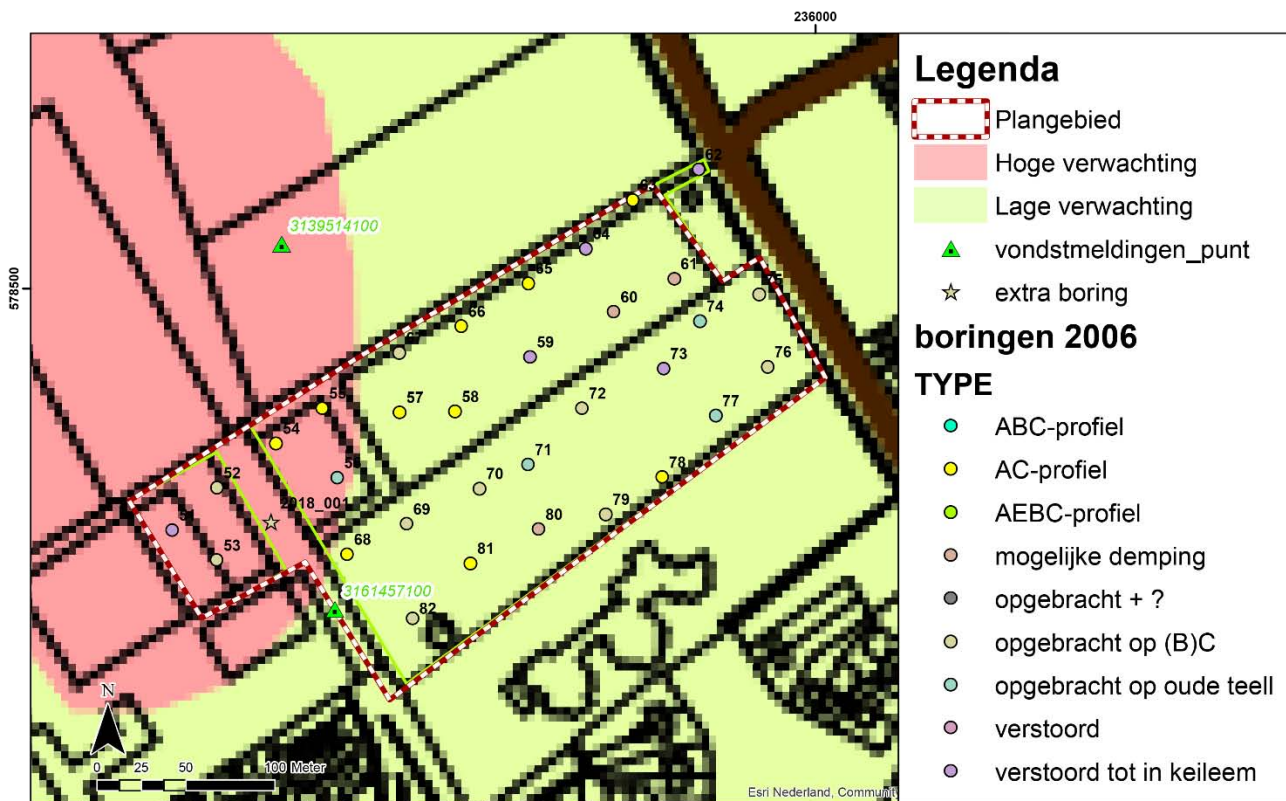 236000
578500
3139514100
62
64
65
61
60
66
75
74
67
59
73
76
72
57
58
77
55
54
71
78
52
70
2018_001
69
79
80
53
68
81
3161457100
82
N
0 25 50 100 Meter
Esri Nederland, Communit
Legenda
Plangebied
Hoge verwachting
Lage verwachting
vondstmeldingen_punt
extra boring
boringen 2006
TYPE
ABC-profiel
AC-profiel
AEBC-profiel
mogelijke demping
opgebracht + ?
opgebracht op (B)C
opgebracht op oude teell
verstoord
verstoord tot in keileem